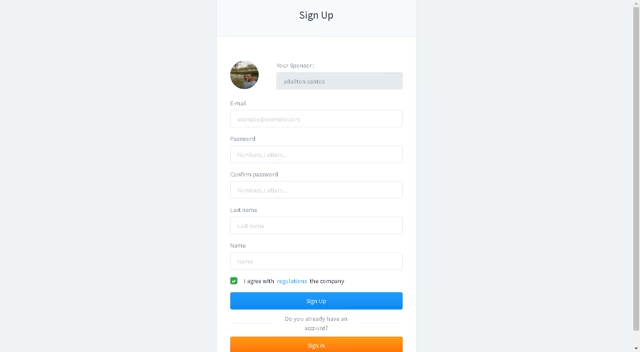 Sign Up
Your Sponsor:
adailton santos
E-mail
example@example.com
Password
Numbers, Letters...
Confirm password
Numbers, Letters...
Last name
Last name
Name
Name
I agree with regulations the company
Sign Up
Do you already have an
account?
Sign In